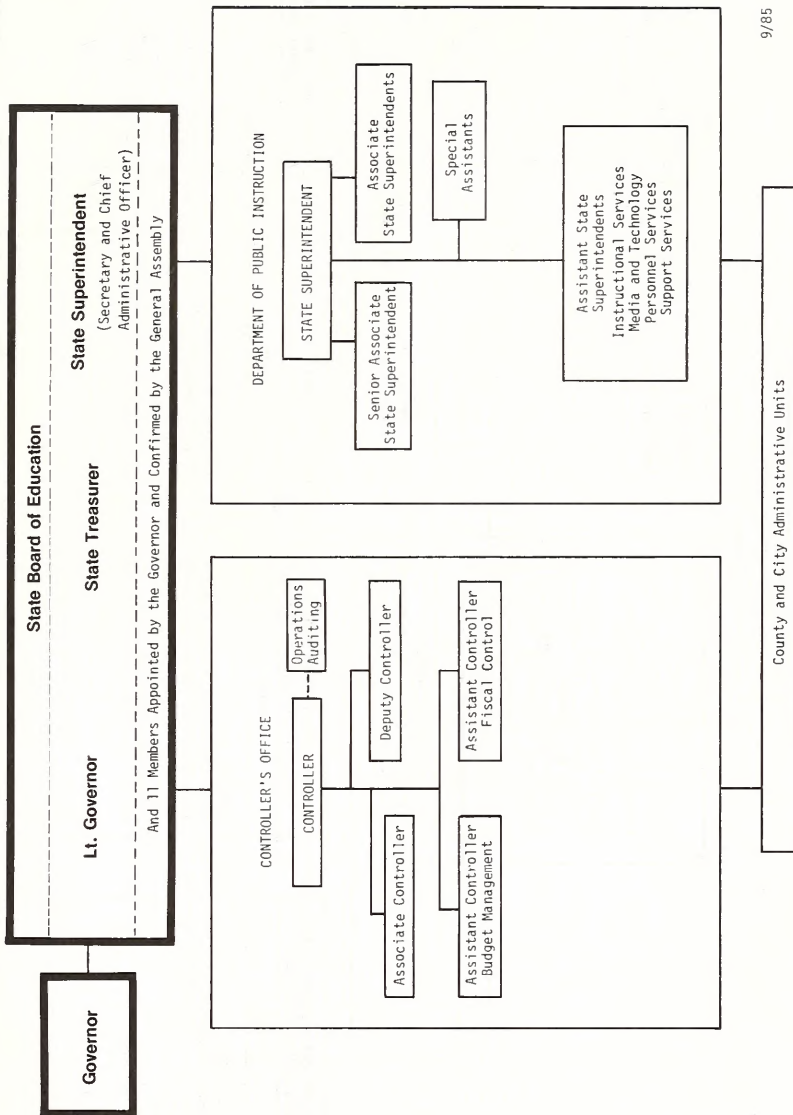 Governor
State Board of Education
Lt. Governor
State Treasurer
State Superintendent
(Secretary and Chief
Administrative Officer)
And 11 Members Appointed by the Governor and Confirmed by the General Assembly
CONTROLLER'S OFFICE
CONTROLLER
Operations
Auditing
Associate Controller
Deputy Controller
Assistant Controller
Budget Management
Assistant Controller
Fiscal Control
DEPARTMENT OF PUBLIC INSTRUCTION
STATE SUPERINTENDENT
Senior Associate
State Superintendent
Associate
State Superintendents
Special
Assistants
Assistant State
Superintendents
Instructional Services
Media and Technology
Personnel Services
Support Services
County and City Administrative Units
9/85